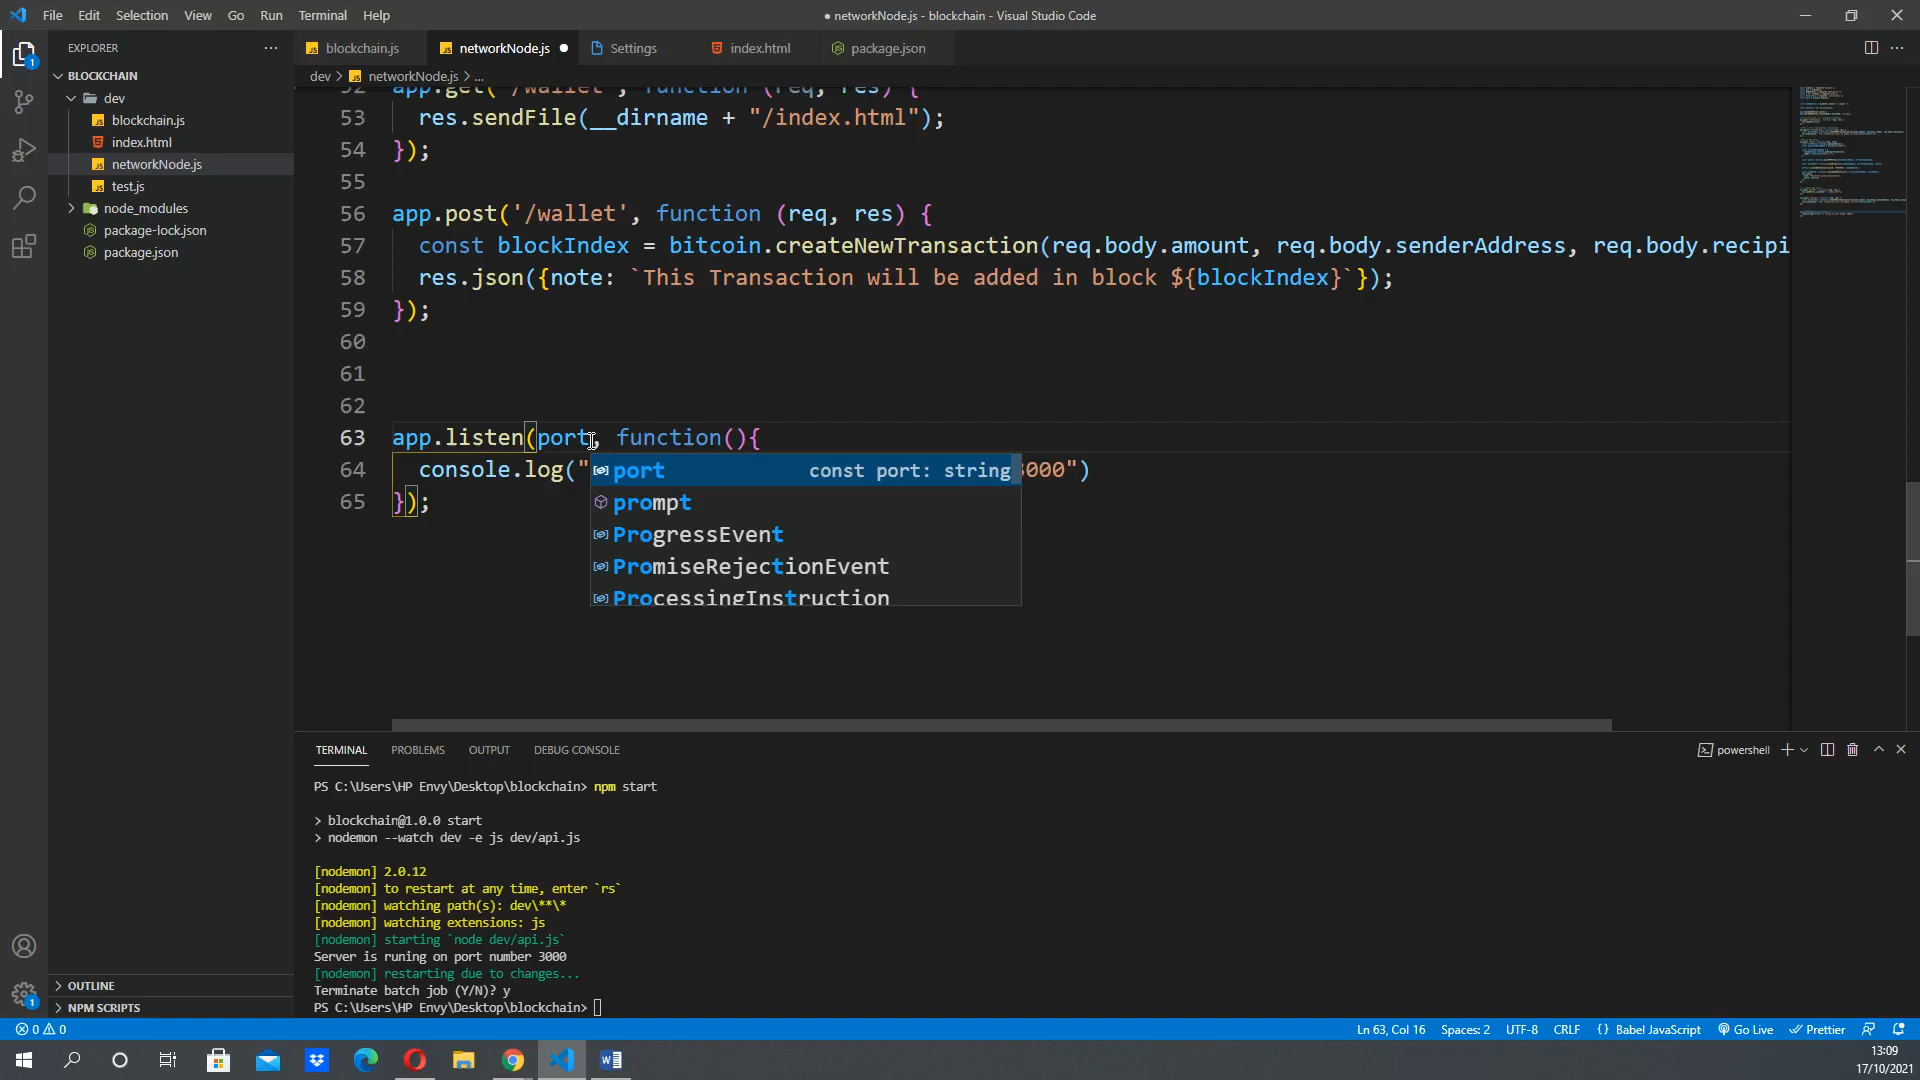 File Edit Selection View Go Run Terminal Help
● networkNode.js - blockchain - Visual Studio Code
EXPLORER
blockchain.js networkNode.js Settings index.html package.json
BLOCKCHAIN
dev > networkNode.js > ...
dev
blockchain.js
index.html
networkNode.js
test.js
node_modules
package-lock.json
package.json
52 app.get('/wallet', function (req, res) {
53 res.sendFile(__dirname + "/index.html");
54 });
55
56 app.post('/wallet', function (req, res) {
57 const blockIndex = bitcoin.createNewTransaction(req.body.amount, req.body.senderAddress, req.body.recipi
58 res.json({note: `This Transaction will be added in block ${blockIndex}`});
59 });
60
61
62
63 app.listen(port, function(){
64 console.log(" 3000")
65 });
port const port: string
prompt
ProgressEvent
PromiseRejectionEvent
ProcessingInstruction
TERMINAL PROBLEMS OUTPUT DEBUG CONSOLE
powershell
PS C:\Users\HP Envy\Desktop\blockchain> npm start
> blockchain@1.0.0 start
> nodemon --watch dev -e js dev/api.js
[nodemon] 2.0.12
[nodemon] to restart at any time, enter `rs`
[nodemon] watching path(s): dev\**\*
[nodemon] watching extensions: js
[nodemon] starting `node dev/api.js`
Server is runing on port number 3000
[nodemon] restarting due to changes...
Terminate batch job (Y/N)? y
PS C:\Users\HP Envy\Desktop\blockchain>
OUTLINE
NPM SCRIPTS
0 0
Ln 63, Col 16 Spaces: 2 UTF-8 CRLF {} Babel JavaScript Go Live Prettier
13:09
17/10/2021